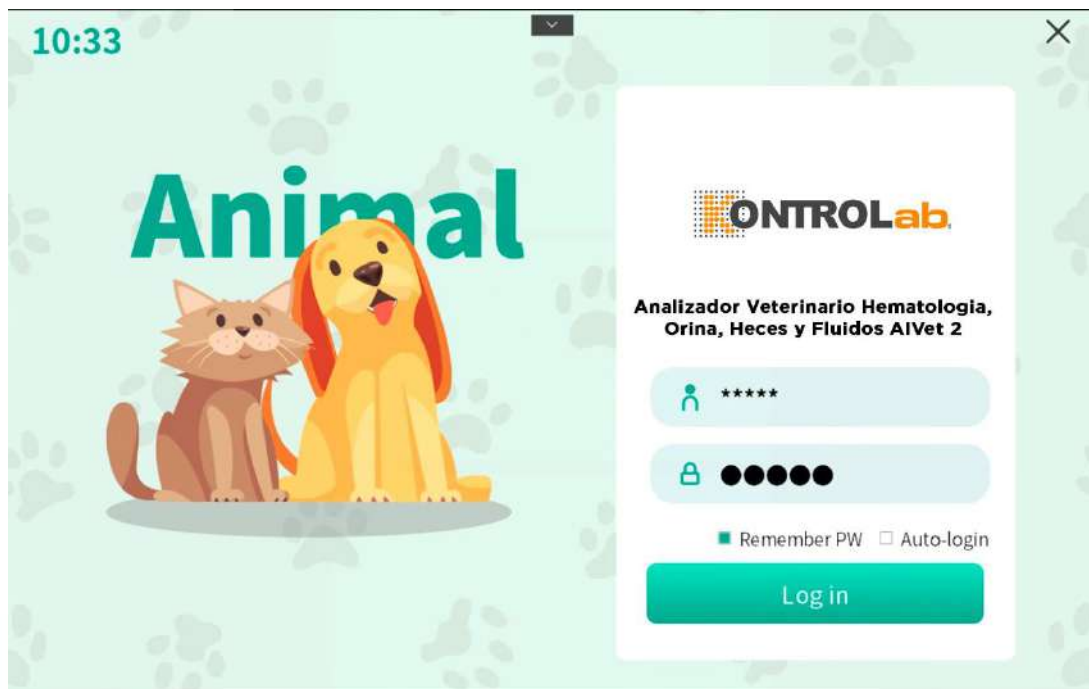 10:33
Animal
KONTROLab
Analizador Veterinario Hematologia,
Orina, Heces y Fluidos AIVet 2
*****
●●●●●
Remember PW Auto-login
Log in